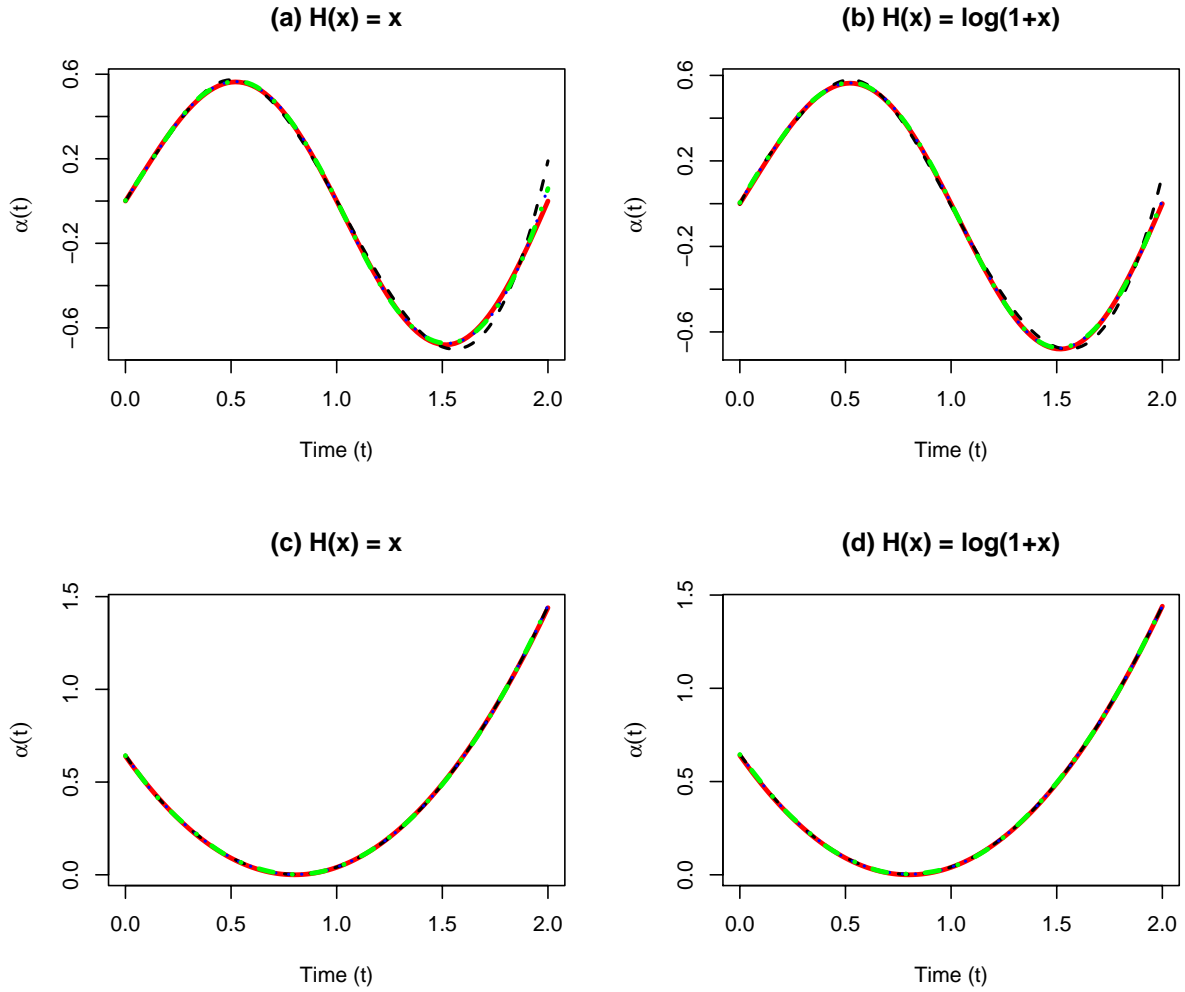 (a) H(x) = x
0.6
0.2
−0.2
−0.6
α(t)
0.0 0.5 1.0 1.5 2.0
Time (t)
(b) H(x) = log(1+x)
0.6
0.2
−0.2
−0.6
α(t)
0.0 0.5 1.0 1.5 2.0
Time (t)
(c) H(x) = x
1.5
1.0
0.5
0.0
α(t)
0.0 0.5 1.0 1.5 2.0
Time (t)
(d) H(x) = log(1+x)
1.5
1.0
0.5
0.0
α(t)
0.0 0.5 1.0 1.5 2.0
Time (t)